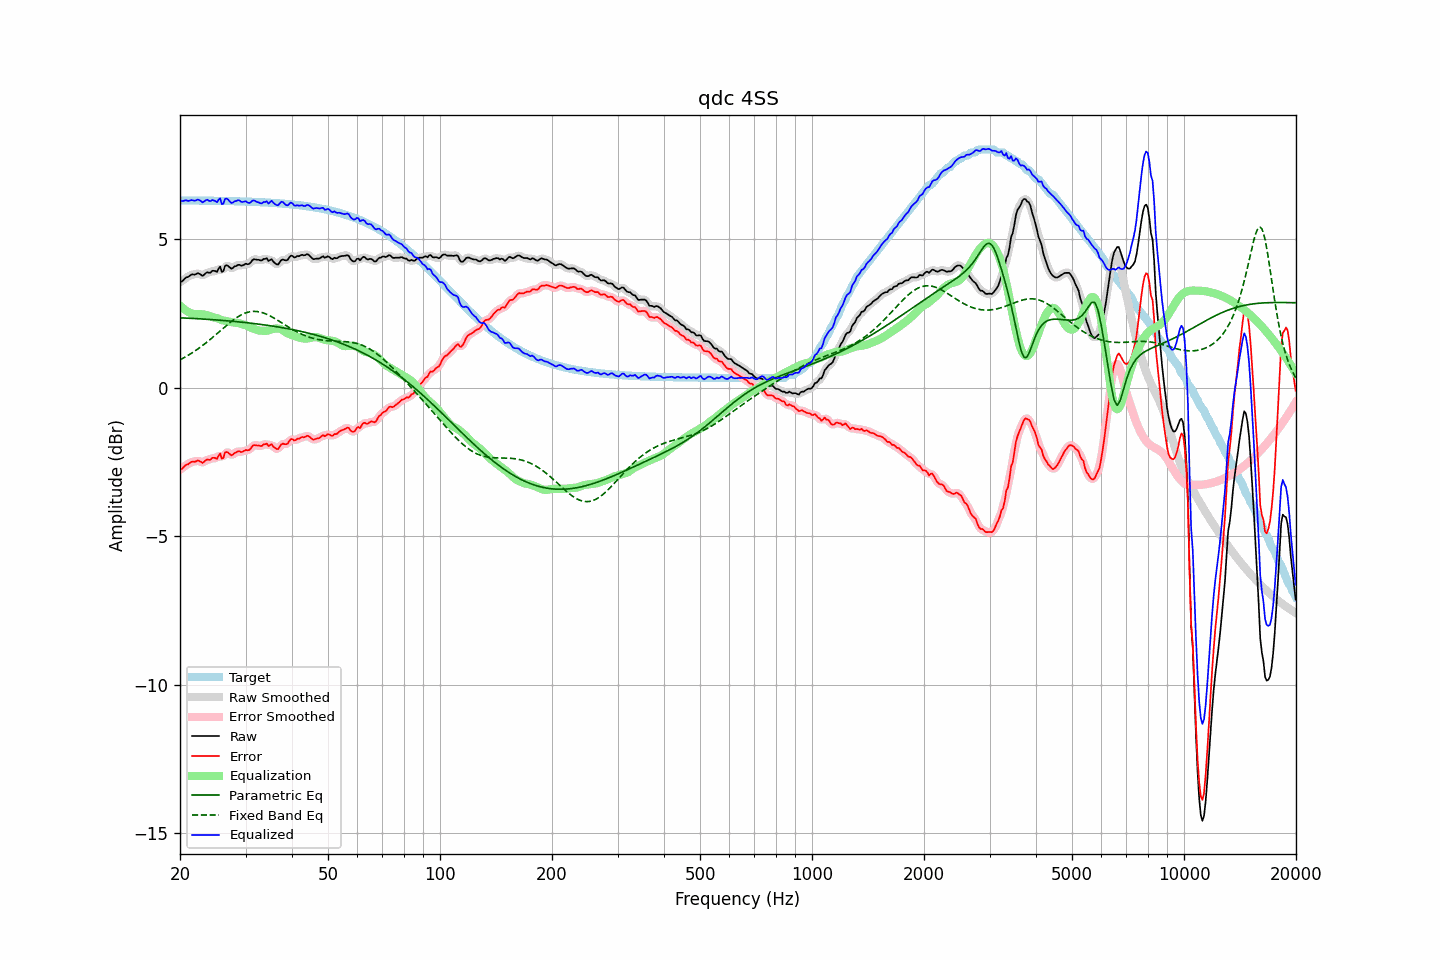 qdc 4SS
Amplitude (dBr)
5
0
−5
−10
−15
Target
Raw Smoothed
Error Smoothed
Raw
Error
Equalization
Parametric Eq
Fixed Band Eq
Equalized
20 50 100 200 500 1000 2000 5000 10000 20000
Frequency (Hz)